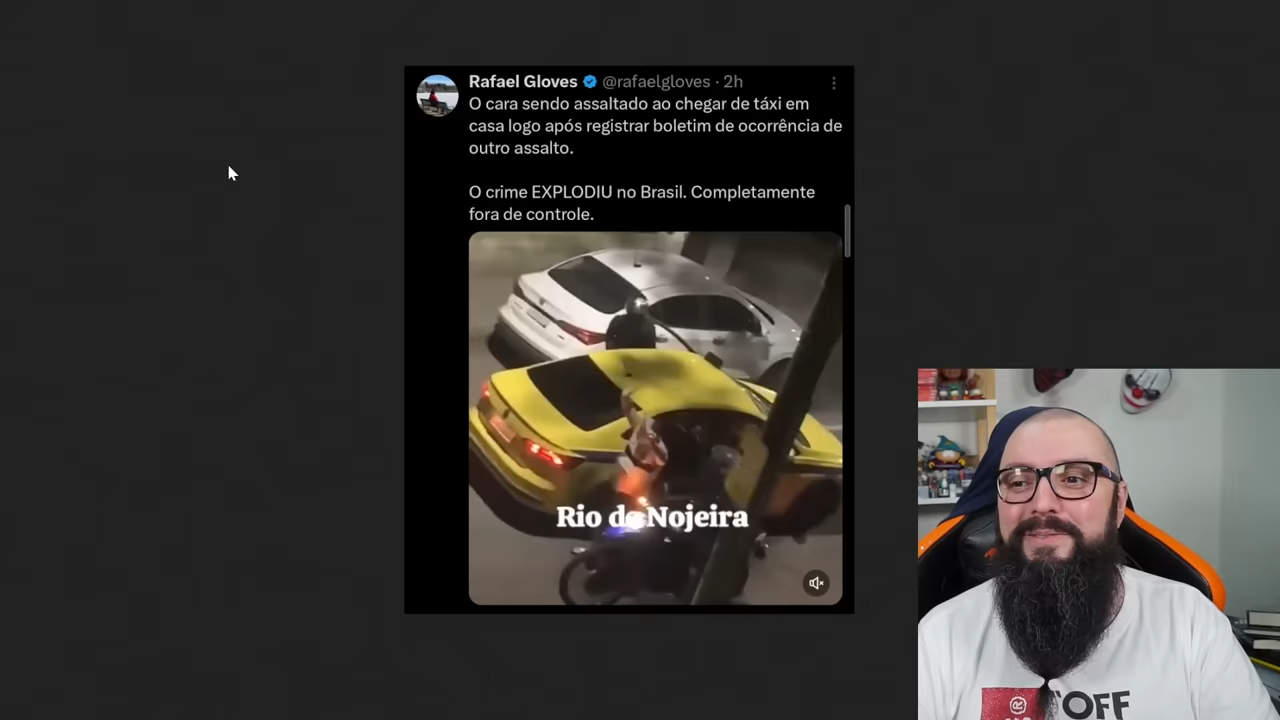 Rafael Gloves @rafaelgloves · 2h
O cara sendo assaltado ao chegar de táxi em
casa logo após registrar boletim de ocorrência de
outro assalto.
O crime EXPLODIU no Brasil. Completamente
fora de controle.
Rio de Nojeira
OFF